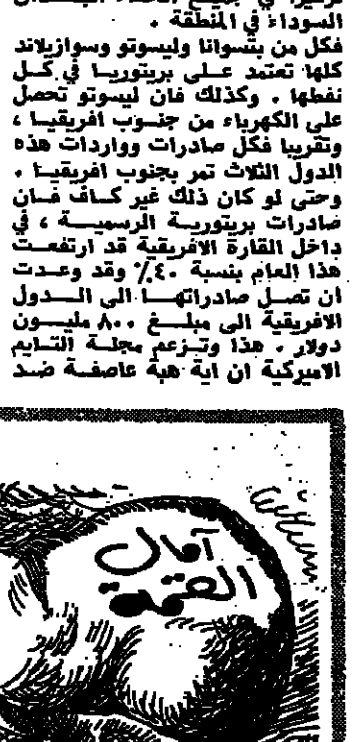 السوداء في المنطقة .
فكل من بتسوانا وليسوتو وسوازيلاند
كلها تعتمد على بريتوريا في كل
نفطها . وكذلك فان ليسوتو تحصل
على الكهرباء من جنوب افريقيا ،
وتقريبا فكل صادرات وواردات هذه
الدول الثلاث تمر بجنوب افريقيا .
وحتى لو كان ذلك غير كاف فان
صادرات بريتورية الرسمية ، في
داخل القارة الافريقية قد ارتفعت
هذا العام بنسبة ٤٠٪ وقد وعدت
ان تصل صادراتها الى الدول
الافريقية الى مبلغ ٨٠٠ مليون
دولار . هذا وتزعم مجلة التايم
الاميركية ان اية هبة عاصفة ضد
آمال
القمة